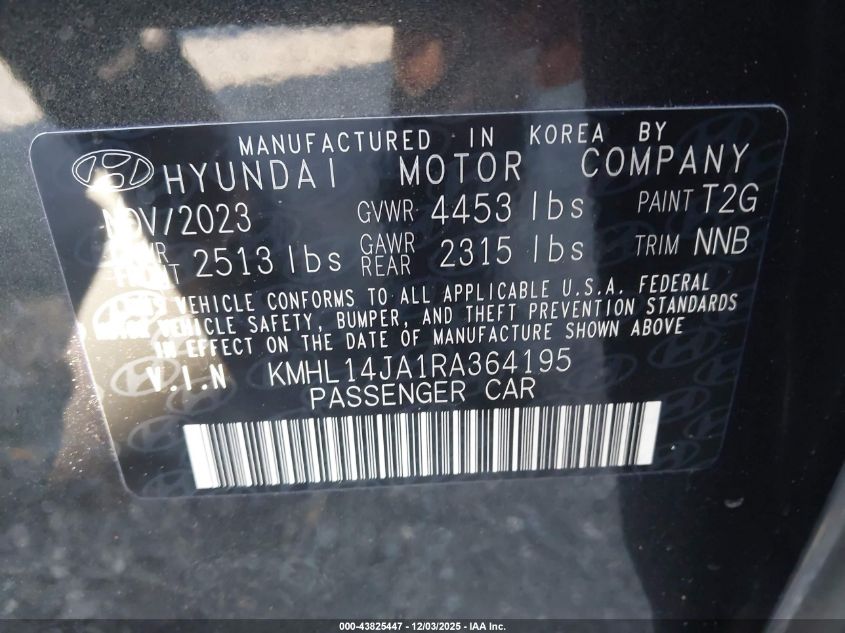 MANUFACTURED IN KOREA BY
HYUNDAI MOTOR COMPANY
NOV/2023 GVWR 4453 lbs PAINT T2G
2513 lbs GAWR REAR 2315 lbs TRIM NNB
THIS VEHICLE CONFORMS TO ALL APPLICABLE U.S.A. FEDERAL
VEHICLE SAFETY, BUMPER, AND THEFT PREVENTION STANDARDS
IN EFFECT ON THE DATE OF MANUFACTURE SHOWN ABOVE
V.I.N KMHL14JA1RA364195
PASSENGER CAR
000-43825447 - 12/03/2025 - IAA Inc.